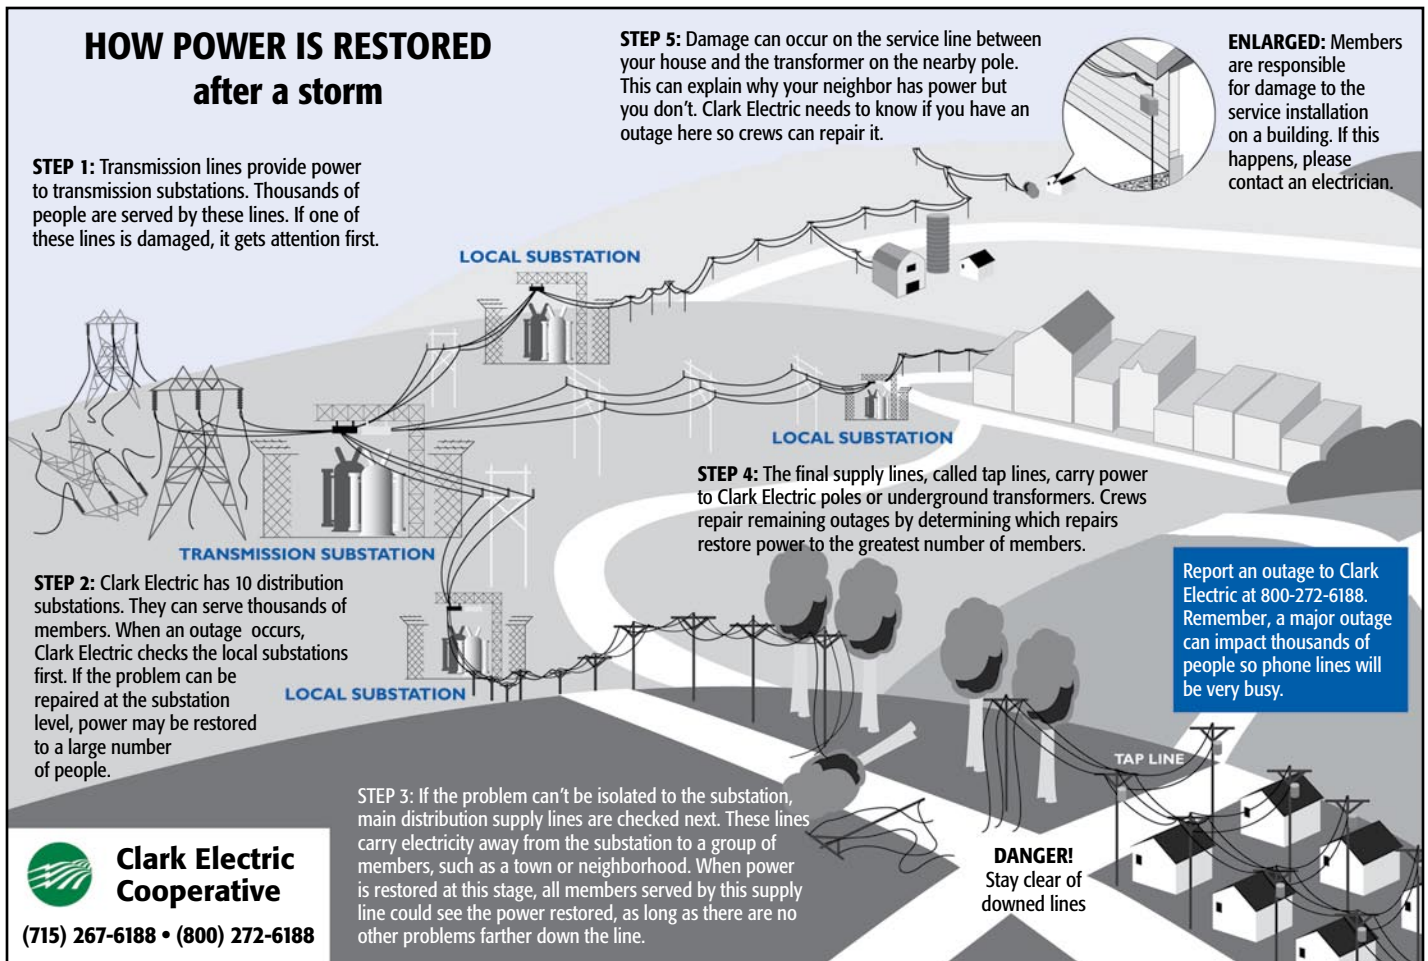 HOW POWER IS RESTORED
after a storm
STEP 1: Transmission lines provide power
to transmission substations. Thousands of
people are served by these lines. If one of
these lines is damaged, it gets attention first.
STEP 5: Damage can occur on the service line between
your house and the transformer on the nearby pole.
This can explain why your neighbor has power but
you don't. Clark Electric needs to know if you have an
outage here so crews can repair it.
ENLARGED: Members
are responsible
for damage to the
service installation
on a building. If this
happens, please
contact an electrician.
LOCAL SUBSTATION
LOCAL SUBSTATION
STEP 4: The final supply lines, called tap lines, carry power
to Clark Electric poles or underground transformers. Crews
repair remaining outages by determining which repairs
restore power to the greatest number of members.
TRANSMISSION SUBSTATION
STEP 2: Clark Electric has 10 distribution
substations. They can serve thousands of
members. When an outage occurs,
Clark Electric checks the local substations
first. If the problem can be
repaired at the substation
level, power may be restored
to a large number
of people.
LOCAL SUBSTATION
Report an outage to Clark
Electric at 800-272-6188.
Remember, a major outage
can impact thousands of
people so phone lines will
be very busy.
TAP LINE
STEP 3: If the problem can't be isolated to the substation,
main distribution supply lines are checked next. These lines
carry electricity away from the substation to a group of
members, such as a town or neighborhood. When power
is restored at this stage, all members served by this supply
line could see the power restored, as long as there are no
other problems farther down the line.
DANGER!
Stay clear of
downed lines
Clark Electric
Cooperative
(715) 267-6188 • (800) 272-6188